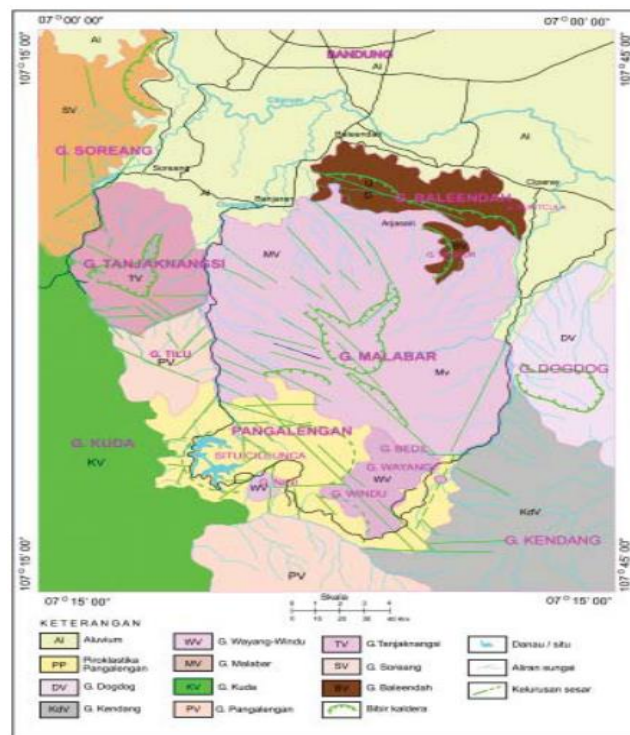 07° 00' 00" 07° 00' 00"
107° 15' 00" 107° 45' 00"
Al BANDUNG
Al
SV
Citarum
Baleendah
Al
G. SOREANG
Soreang
Al
Banjaran
G. BALEENDAH
Ciparay
Arjasari
MV
G. TANJAKNANGSI
TV
DV
G. TILU
PV
G. MALABAR
Mv
G. DOGDOG
PANGALENGAN
G. KUDA
KV
SITU CILEUNCA
G. BEDIL
G. WAYANG
WV
WV
G. WINDU
KdV
G. KENDANG
PV
107° 15' 00" 107° 45' 00"
07° 15' 00" 07° 15' 00"
Skala
KETERANGAN
Al Aluvium WV G. Wayang-Windu TV G.Tanjaknangsi Danau / situ
PP Piroklastika Pangalengan MV G. Malabar SV G. Soreang Aliran sungai
DV G. Dogdog KV G. Kuda BV G. Baleendah Kelurusan sesar
KdV G. Kendang PV G. Pangalengan Bibir kaldera